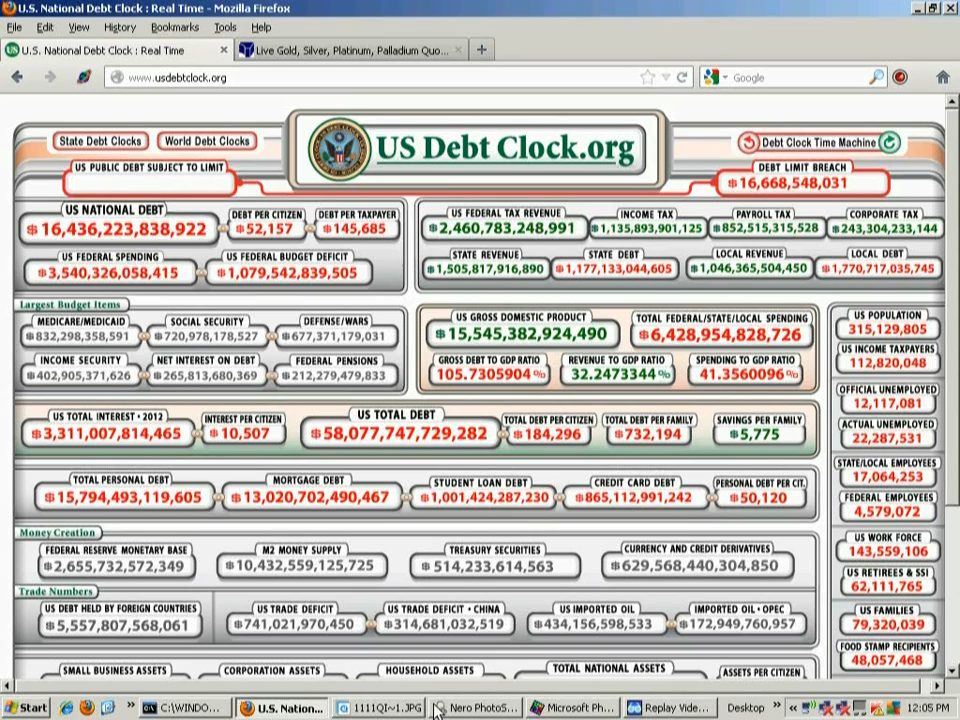 U.S. National Debt Clock : Real Time - Mozilla Firefox
File Edit View History Bookmarks Tools Help
U.S. National Debt Clock : Real Time
Live Gold, Silver, Platinum, Palladium Quo...
www.usdebtclock.org
Google
State Debt Clocks
World Debt Clocks
US Debt Clock.org
Debt Clock Time Machine
US PUBLIC DEBT SUBJECT TO LIMIT
DEBT LIMIT BREACH
$16,668,548,031
US NATIONAL DEBT
$16,436,223,838,922
DEBT PER CITIZEN
$52,157
DEBT PER TAXPAYER
$145,685
US FEDERAL SPENDING
$3,540,326,058,415
US FEDERAL BUDGET DEFICIT
$1,079,542,839,505
US FEDERAL TAX REVENUE
$2,460,783,248,991
INCOME TAX
$1,135,893,901,125
PAYROLL TAX
$852,515,315,528
CORPORATE TAX
$243,304,233,144
STATE REVENUE
$1,505,817,916,890
STATE DEBT
$1,177,133,044,605
LOCAL REVENUE
$1,046,365,504,450
LOCAL DEBT
$1,770,717,035,745
Largest Budget Items
MEDICARE/MEDICAID
$832,298,358,591
SOCIAL SECURITY
$720,978,178,527
DEFENSE/WARS
$677,371,179,031
INCOME SECURITY
$402,905,371,626
NET INTEREST ON DEBT
$265,813,680,369
FEDERAL PENSIONS
$212,279,479,833
US GROSS DOMESTIC PRODUCT
$15,545,382,924,490
TOTAL FEDERAL/STATE/LOCAL SPENDING
$6,428,954,828,726
GROSS DEBT TO GDP RATIO
105.7305904%
REVENUE TO GDP RATIO
32.2473344%
SPENDING TO GDP RATIO
41.3560096%
US POPULATION
315,129,805
US INCOME TAXPAYERS
112,820,048
OFFICIAL UNEMPLOYED
12,117,081
ACTUAL UNEMPLOYED
22,287,531
STATE/LOCAL EMPLOYEES
17,064,253
FEDERAL EMPLOYEES
4,579,072
US WORK FORCE
143,559,106
US RETIREES & SSI
62,111,765
US FAMILIES
79,320,039
FOOD STAMP RECIPIENTS
48,057,468
US TOTAL INTEREST • 2012
$3,311,007,814,465
INTEREST PER CITIZEN
$10,507
US TOTAL DEBT
$58,077,747,729,282
TOTAL DEBT PER CITIZEN
$184,296
TOTAL DEBT PER FAMILY
$732,194
SAVINGS PER FAMILY
$5,775
TOTAL PERSONAL DEBT
$15,794,493,119,605
MORTGAGE DEBT
$13,020,702,490,467
STUDENT LOAN DEBT
$1,001,424,287,230
CREDIT CARD DEBT
$865,112,991,242
PERSONAL DEBT PER CIT.
$50,120
Money Creation
FEDERAL RESERVE MONETARY BASE
$2,655,732,572,349
M2 MONEY SUPPLY
$10,432,559,125,725
TREASURY SECURITIES
$514,233,614,563
CURRENCY AND CREDIT DERIVATIVES
$629,568,440,304,850
Trade Numbers
US DEBT HELD BY FOREIGN COUNTRIES
$5,557,807,568,061
US TRADE DEFICIT
$741,021,970,450
US TRADE DEFICIT • CHINA
$314,681,032,519
US IMPORTED OIL
$434,156,598,533
IMPORTED OIL • OPEC
$172,949,760,957
SMALL BUSINESS ASSETS
CORPORATION ASSETS
HOUSEHOLD ASSETS
TOTAL NATIONAL ASSETS
ASSETS PER CITIZEN
Start
C:\WINDO...
U.S. Nation...
1111QI~1.JPG
Nero PhotoS...
Microsoft Ph...
Replay Vide...
Desktop
12:05 PM